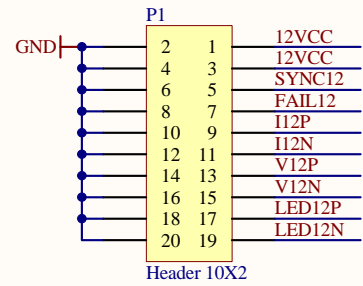 P1
12VCC
GND 2 1
12VCC
4 3
SYNC12
6 5
FAIL12
8 7
I12P
10 9
I12N
12 11
V12P
14 13
V12N
16 15
LED12P
18 17
LED12N
20 19
Header 10X2